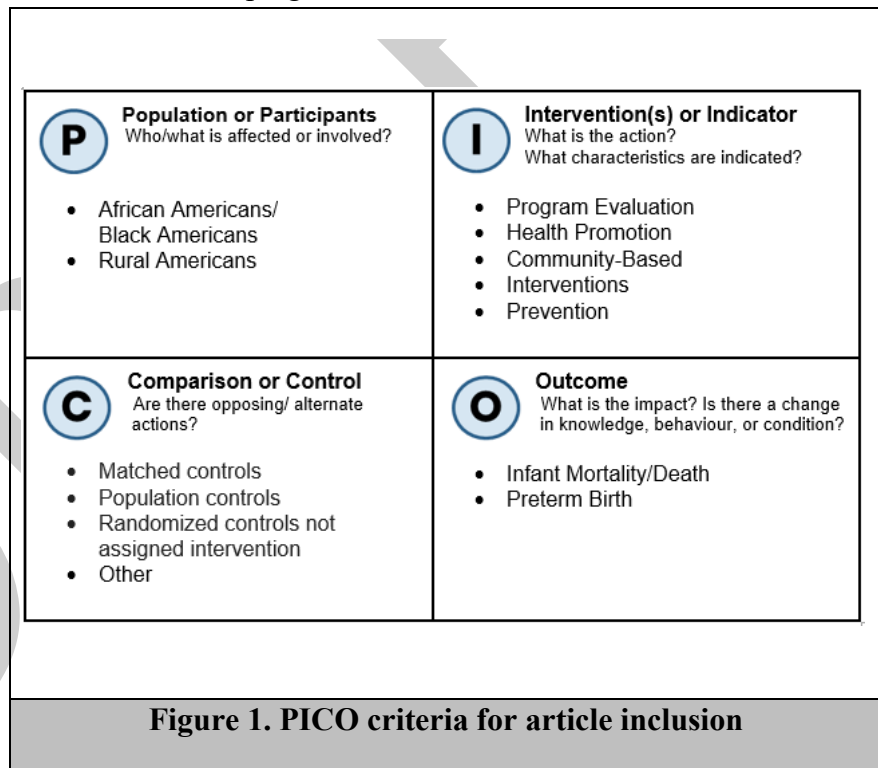 P
Population or Participants
Who/what is affected or involved?
• African Americans/
Black Americans
• Rural Americans
I
Intervention(s) or Indicator
What is the action?
What characteristics are indicated?
• Program Evaluation
• Health Promotion
• Community-Based
• Interventions
• Prevention
C
Comparison or Control
Are there opposing/ alternate
actions?
• Matched controls
• Population controls
• Randomized controls not
assigned intervention
• Other
O
Outcome
What is the impact? Is there a change
in knowledge, behaviour, or condition?
• Infant Mortality/Death
• Preterm Birth
Figure 1. PICO criteria for article inclusion